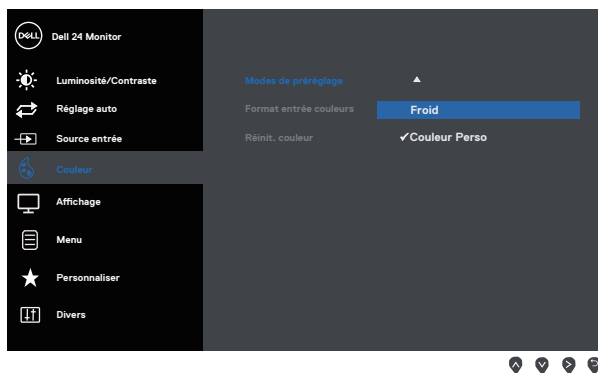 DELL Dell 24 Monitor
Luminosité/Contraste
Réglage auto
Source entrée
Couleur
Affichage
Menu
Personnaliser
Divers
Modes de préréglage
Format entrée couleurs Froid
Réinit. couleur ✓Couleur Perso